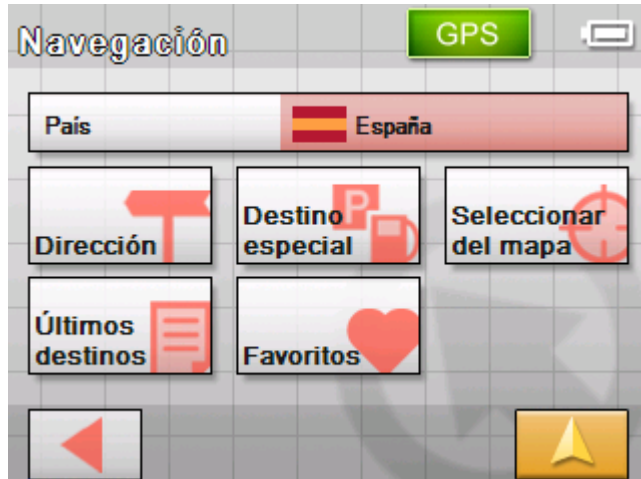 Navegación
GPS
País
España
Dirección
Destino
especial
P
Seleccionar
del mapa
Últimos
destinos
Favoritos